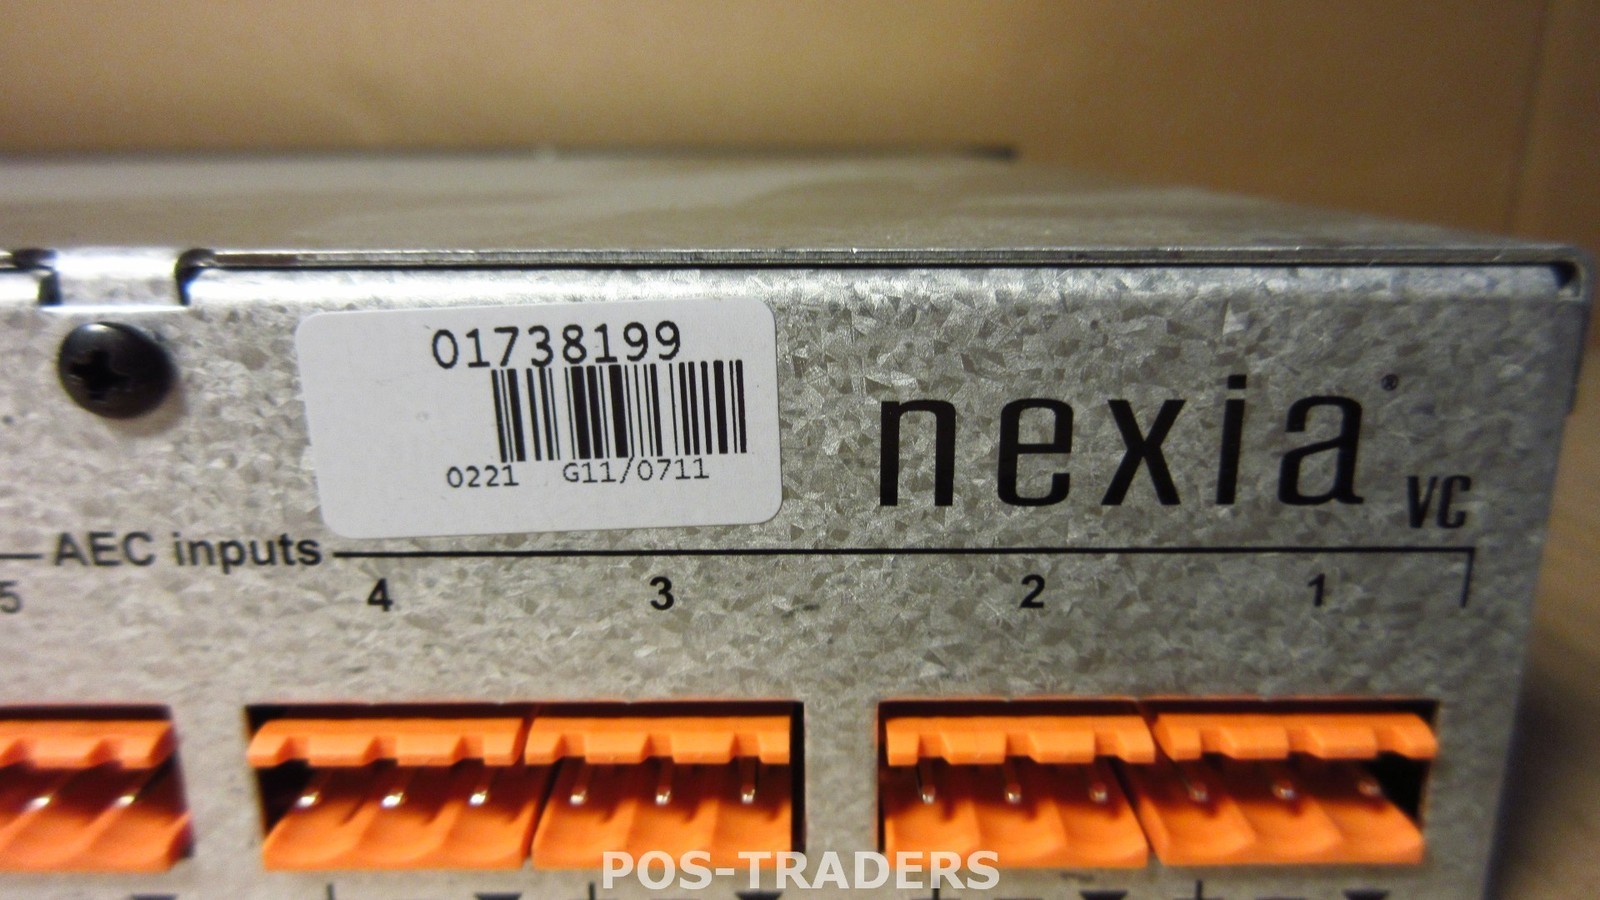 01738199
0221 G11/0711
nexia® VC
AEC inputs
5 4 3 2 1
POS-TRADERS